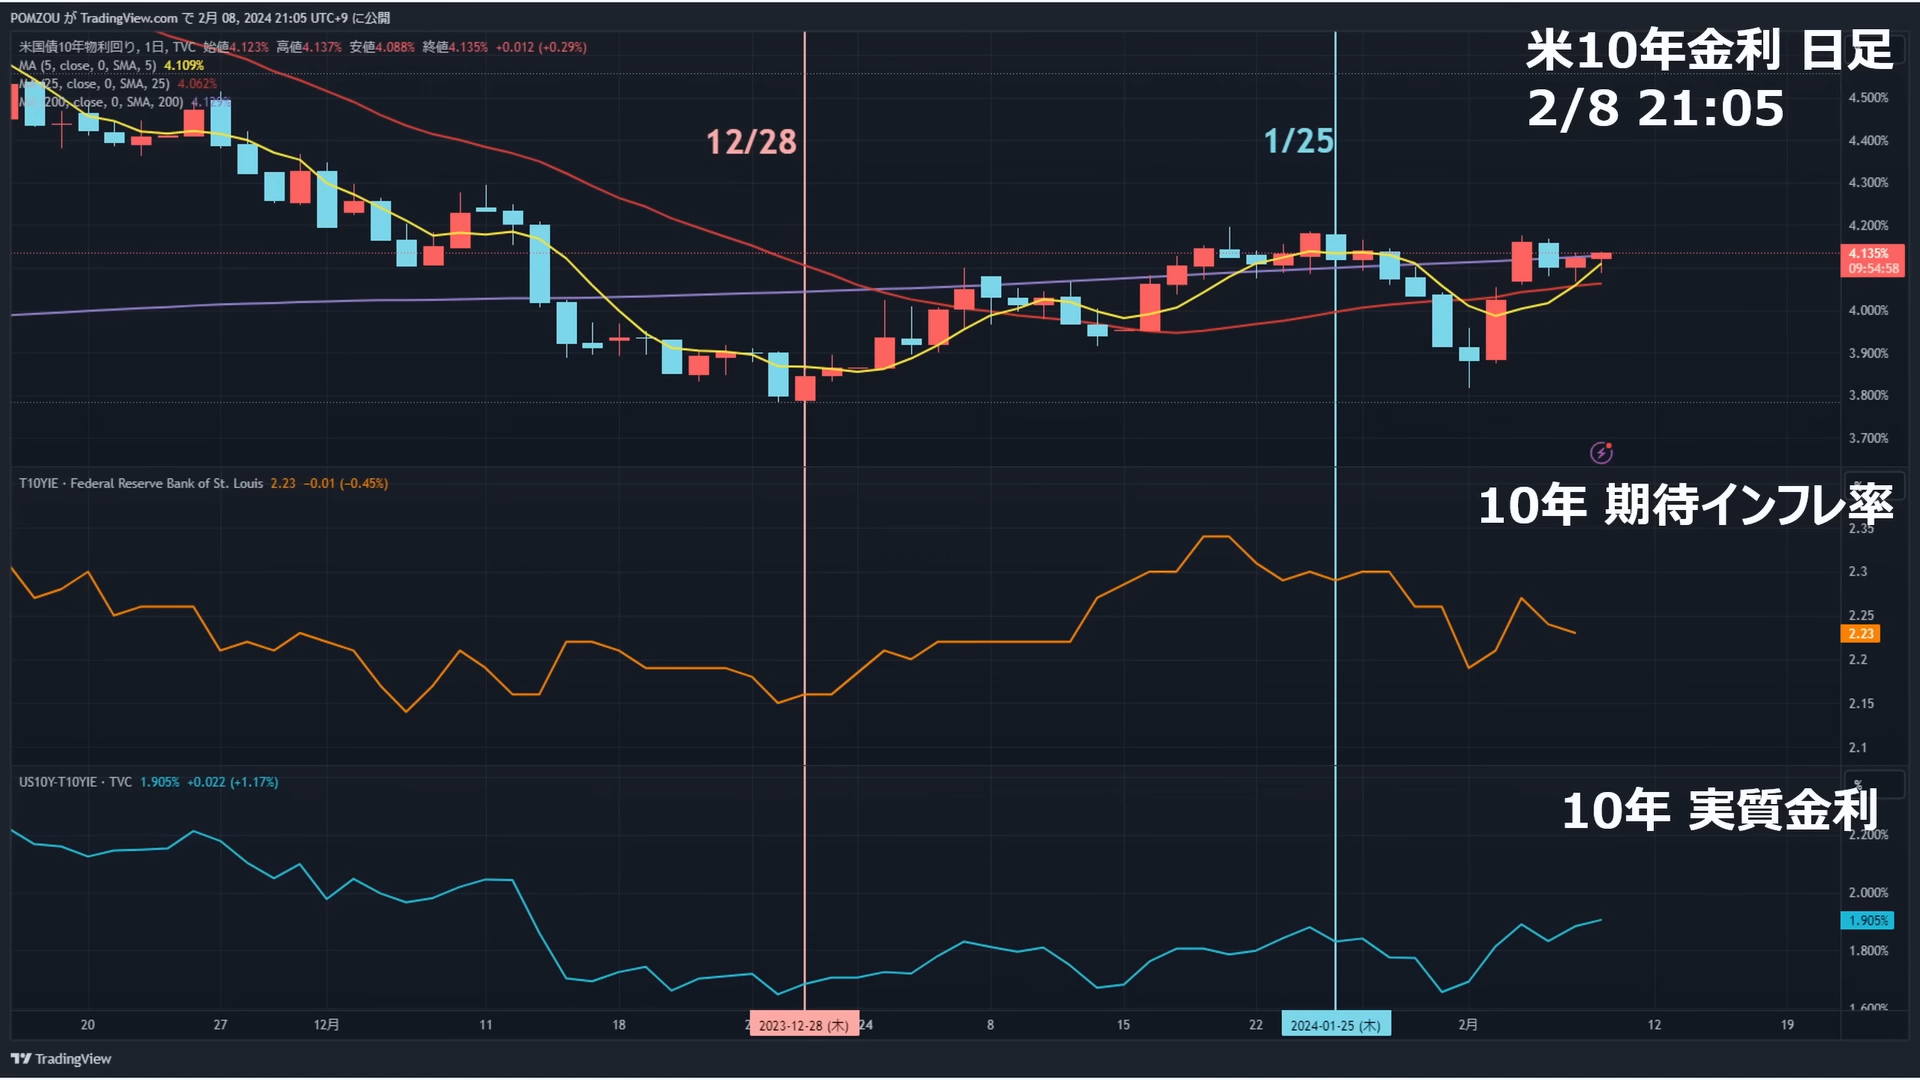 POMZOU が TradingView.com で 2月 08, 2024 21:05 UTC+9 に公開
米国債10年物利回り, 1日, TVC 始値4.123% 高値4.137% 安値4.088% 終値4.135% +0.012 (+0.29%)
MA (5, close, 0, SMA, 5) 4.109%
MA (25, close, 0, SMA, 25) 4.062%
MA (200, close, 0, SMA, 200)
米10年金利 日足
2/8 21:05
12/28
1/25
4.500%
4.400%
4.300%
4.200%
4.135%
09:54:58
4.000%
3.900%
3.800%
3.700%
T10YIE · Federal Reserve Bank of St. Louis 2.23 −0.01 (−0.45%)
10年 期待インフレ率
2.35
2.3
2.25
2.23
2.2
2.15
2.1
US10Y-T10YIE · TVC 1.905% +0.022 (+1.17%)
10年 実質金利
2.200%
2.000%
1.905%
1.800%
1.600%
20 27 12月 11 18 2023-12-28 (木) 24 8 15 22 2024-01-25 (木) 2月 12 19
TradingView